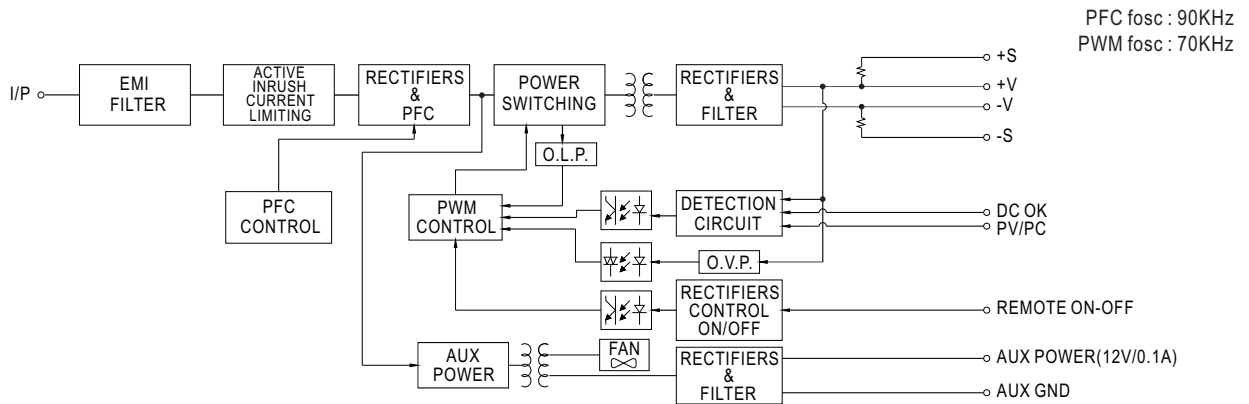 PFC fosc : 90KHz
PWM fosc : 70KHz
I/P
EMI
FILTER
ACTIVE
INRUSH
CURRENT
LIMITING
RECTIFIERS
&
PFC
POWER
SWITCHING
RECTIFIERS
&
FILTER
+S
+V
-V
-S
O.L.P.
PFC
CONTROL
PWM
CONTROL
DETECTION
CIRCUIT
DC OK
PV/PC
O.V.P.
RECTIFIERS
CONTROL
ON/OFF
REMOTE ON-OFF
AUX
POWER
FAN
RECTIFIERS
&
FILTER
AUX POWER(12V/0.1A)
AUX GND